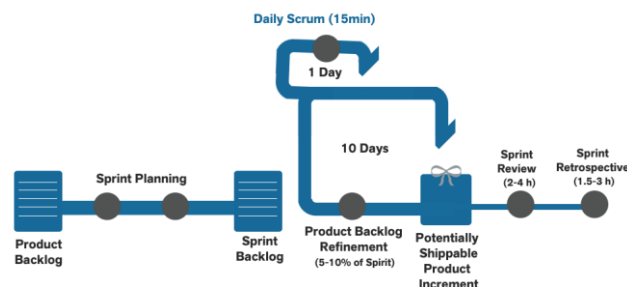 Daily Scrum (15min)
1 Day
10 Days
Sprint Planning
Product
Backlog
Sprint
Backlog
Product Backlog
Refinement
(5-10% of Spirit)
Potentially
Shippable
Product
Increment
Sprint
Review
(2-4 h)
Sprint
Retrospective
(1.5-3 h)